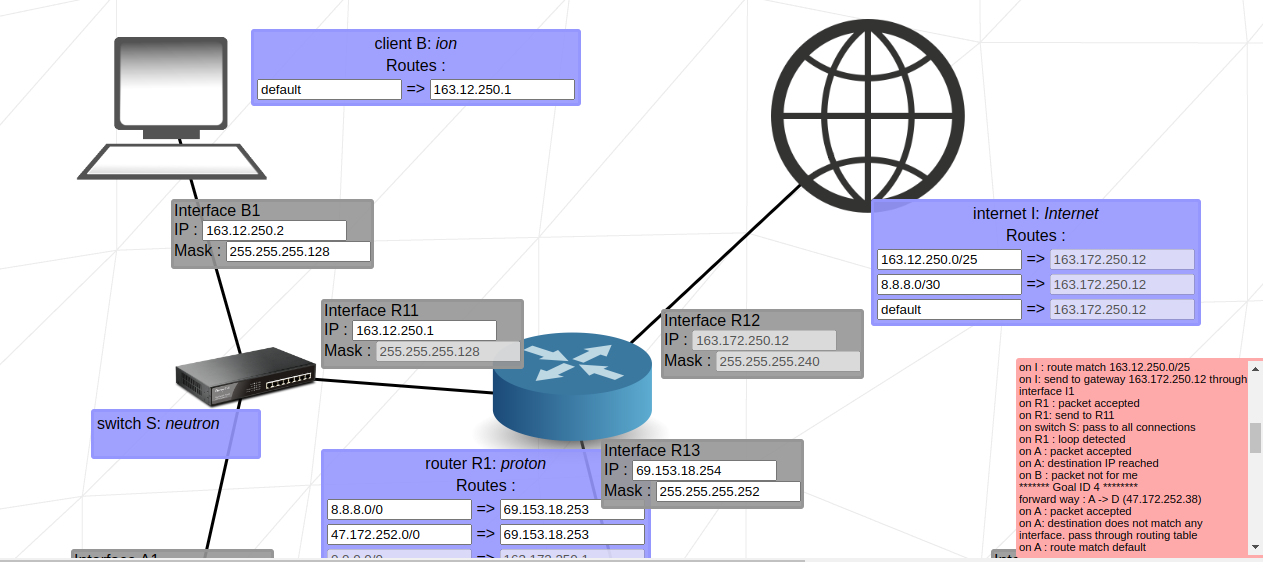 client B: ion
Routes :
default => 163.12.250.1
Interface B1
IP : 163.12.250.2
Mask : 255.255.255.128
internet I: Internet
Routes :
163.12.250.0/25 => 163.172.250.12
8.8.8.0/30 => 163.172.250.12
default => 163.172.250.12
Interface R11
IP : 163.12.250.1
Mask : 255.255.255.128
Interface R12
IP : 163.172.250.12
Mask : 255.255.255.240
switch S: neutron
Interface R13
IP : 69.153.18.254
Mask : 255.255.255.252
router R1: proton
Routes :
8.8.8.0/0 => 69.153.18.253
47.172.252.0/0 => 69.153.18.253
=>
Interface A1
on I : route match 163.12.250.0/25
on I: send to gateway 163.172.250.12 through
interface I1
on R1 : packet accepted
on R1: send to R11
on switch S: pass to all connections
on R1 : loop detected
on A : packet accepted
on A: destination IP reached
on B : packet not for me
******* Goal ID 4 ********
forward way : A -> D (47.172.252.38)
on A : packet accepted
on A: destination does not match any
interface. pass through routing table
on A : route match default